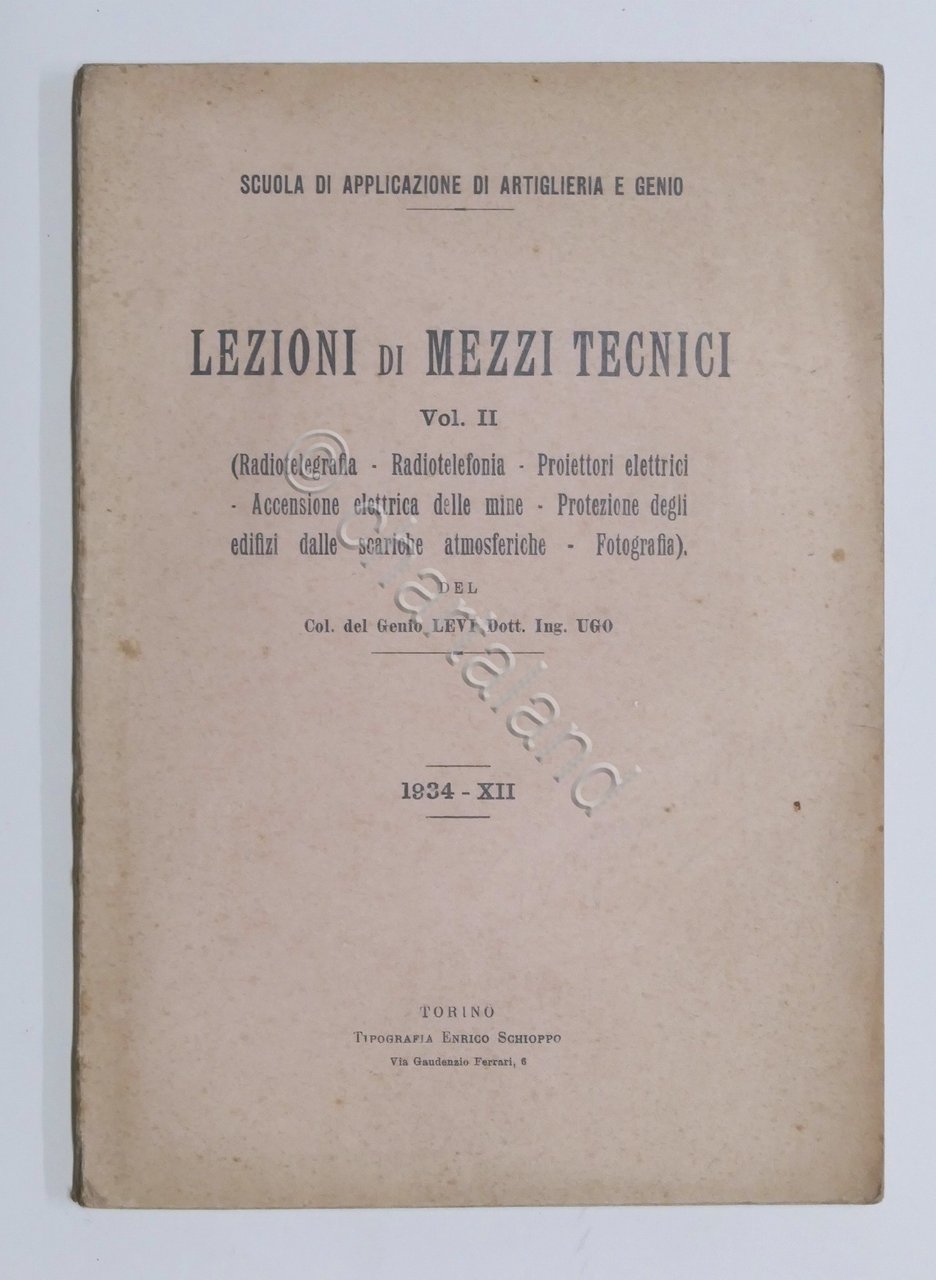 SCUOLA DI APPLICAZIONE DI ARTIGLIERIA E GENIO
LEZIONI DI MEZZI TECNICI
Vol. II
(Radiotelegrafia - Radiotelefonia - Proiettori elettrici
- Accensione elettrica delle mine - Protezione degli
edifizi dalle scariche atmosferiche - Fotografia).
DEL
Col. del Genio LEVI Dott. Ing. UGO
1934 - XII
TORINO
TIPOGRAFIA ENRICO SCHIOPPO
Via Gaudenzio Ferrari, 6
© chartaland